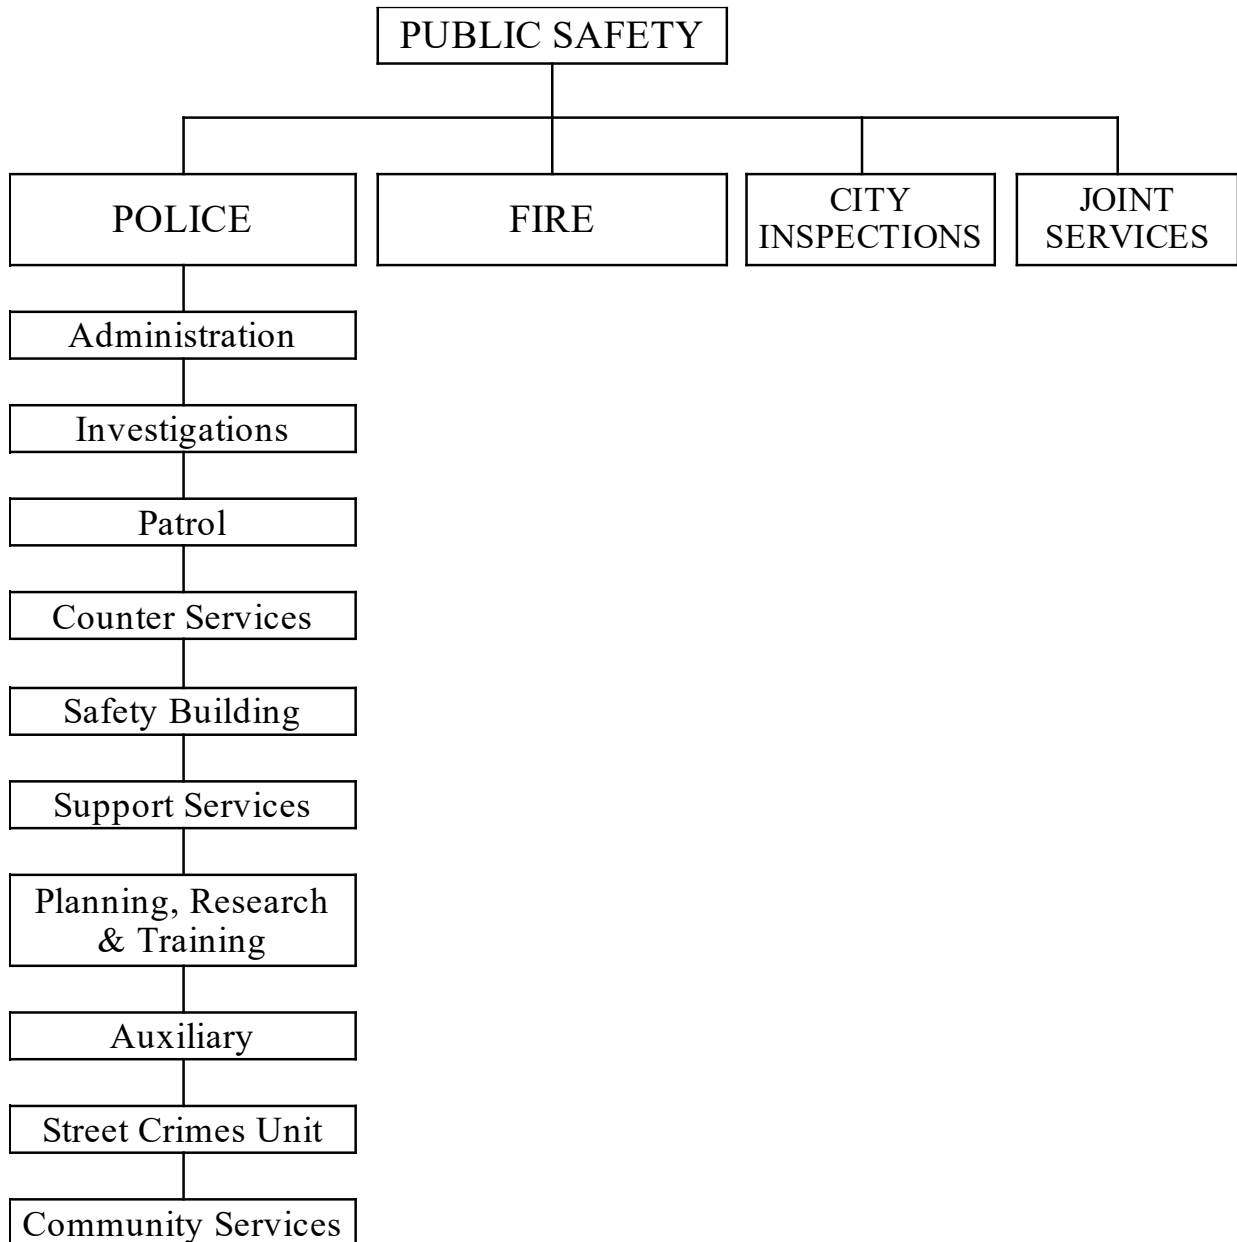 PUBLIC SAFETY
POLICE
FIRE
CITY
INSPECTIONS
JOINT
SERVICES
Administration
Investigations
Patrol
Counter Services
Safety Building
Support Services
Planning, Research
& Training
Auxiliary
Street Crimes Unit
Community Services